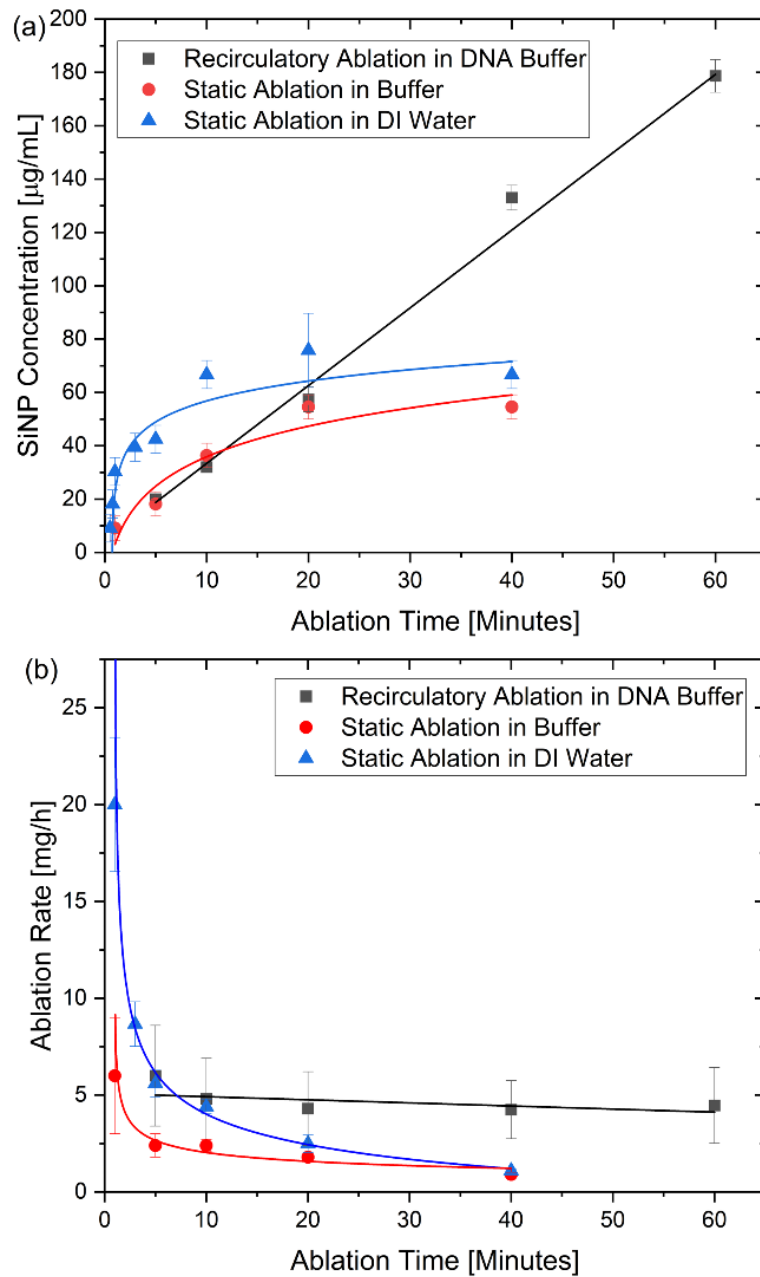 (a)
200
180
160
140
120
100
80
60
40
20
0
SiNP Concentration [µg/mL]
Recirculatory Ablation in DNA Buffer
Static Ablation in Buffer
Static Ablation in DI Water
0 10 20 30 40 50 60
Ablation Time [Minutes]
(b)
25
20
15
10
5
0
Ablation Rate [mg/h]
Recirculatory Ablation in DNA Buffer
Static Ablation in Buffer
Static Ablation in DI Water
0 10 20 30 40 50 60
Ablation Time [Minutes]